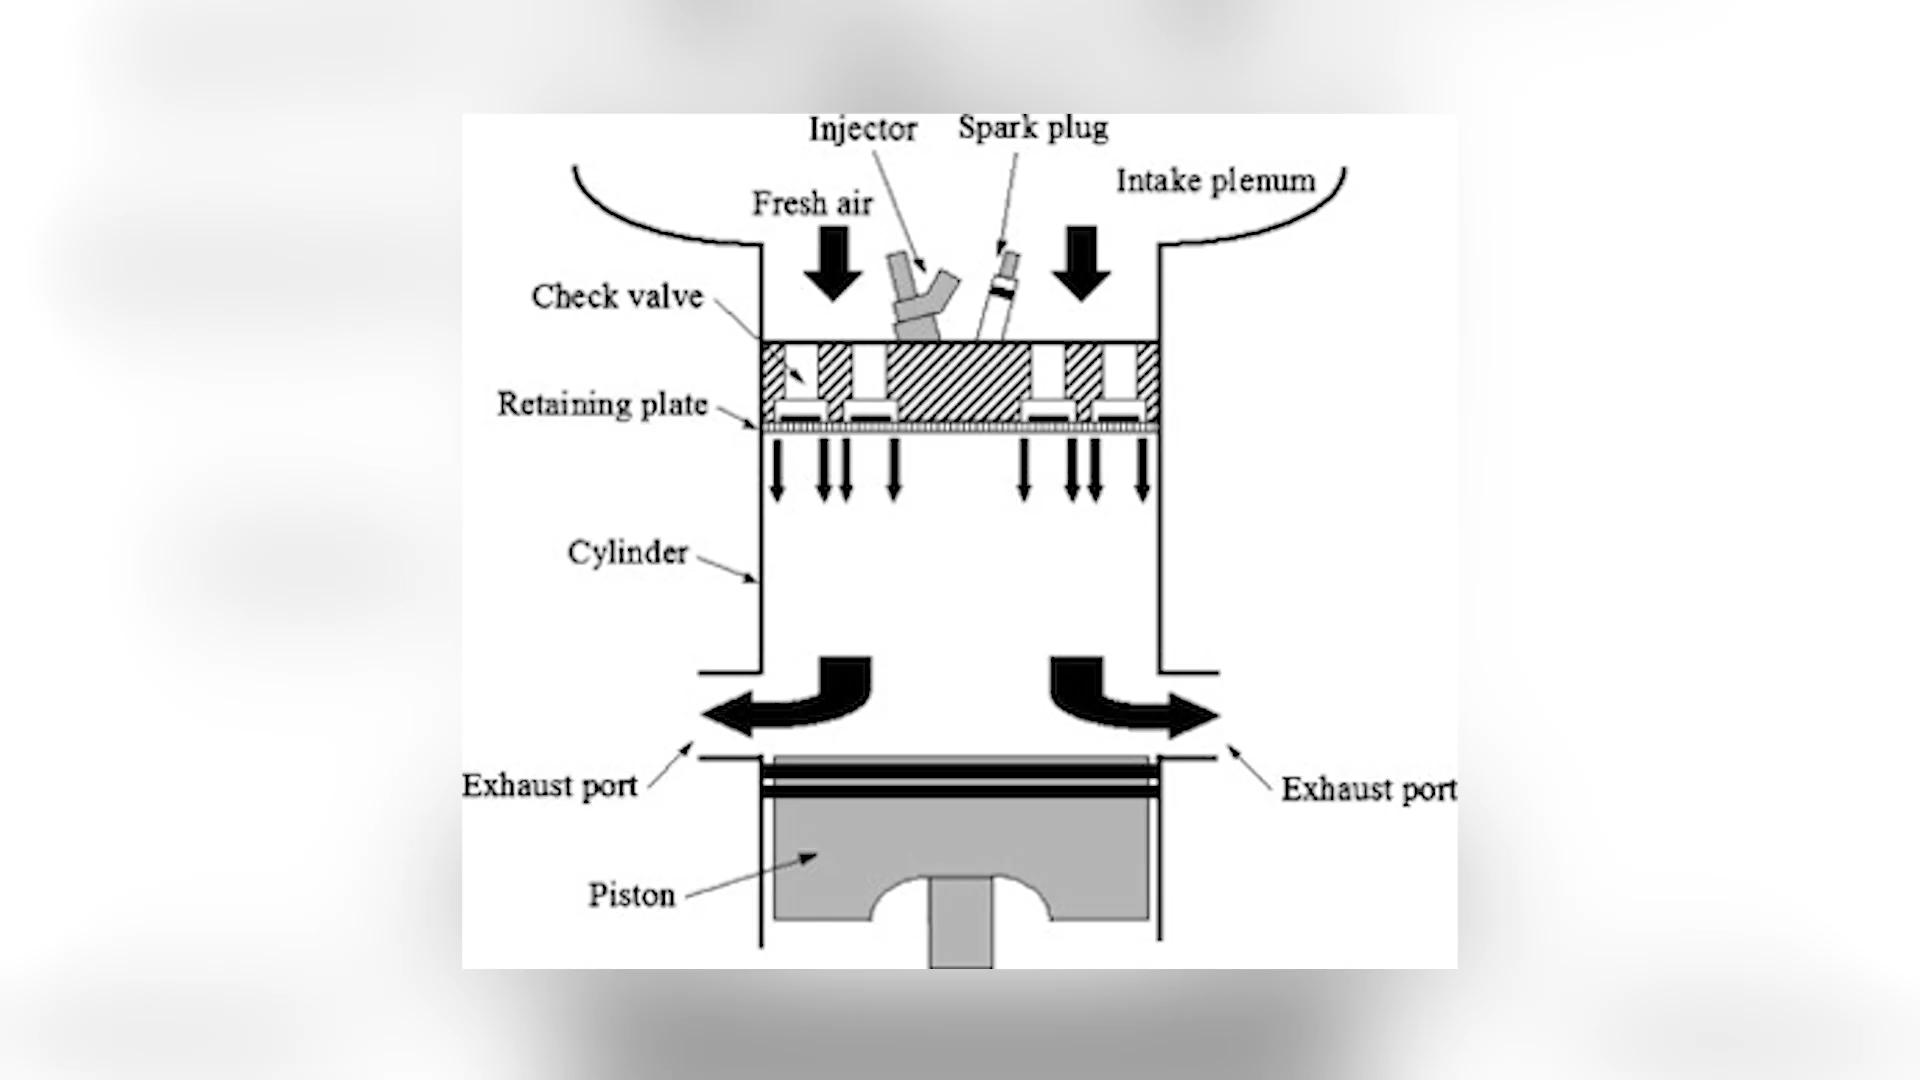 Injector
Spark plug
Intake plenum
Fresh air
Check valve
Retaining plate
Cylinder
Exhaust port
Exhaust port
Piston